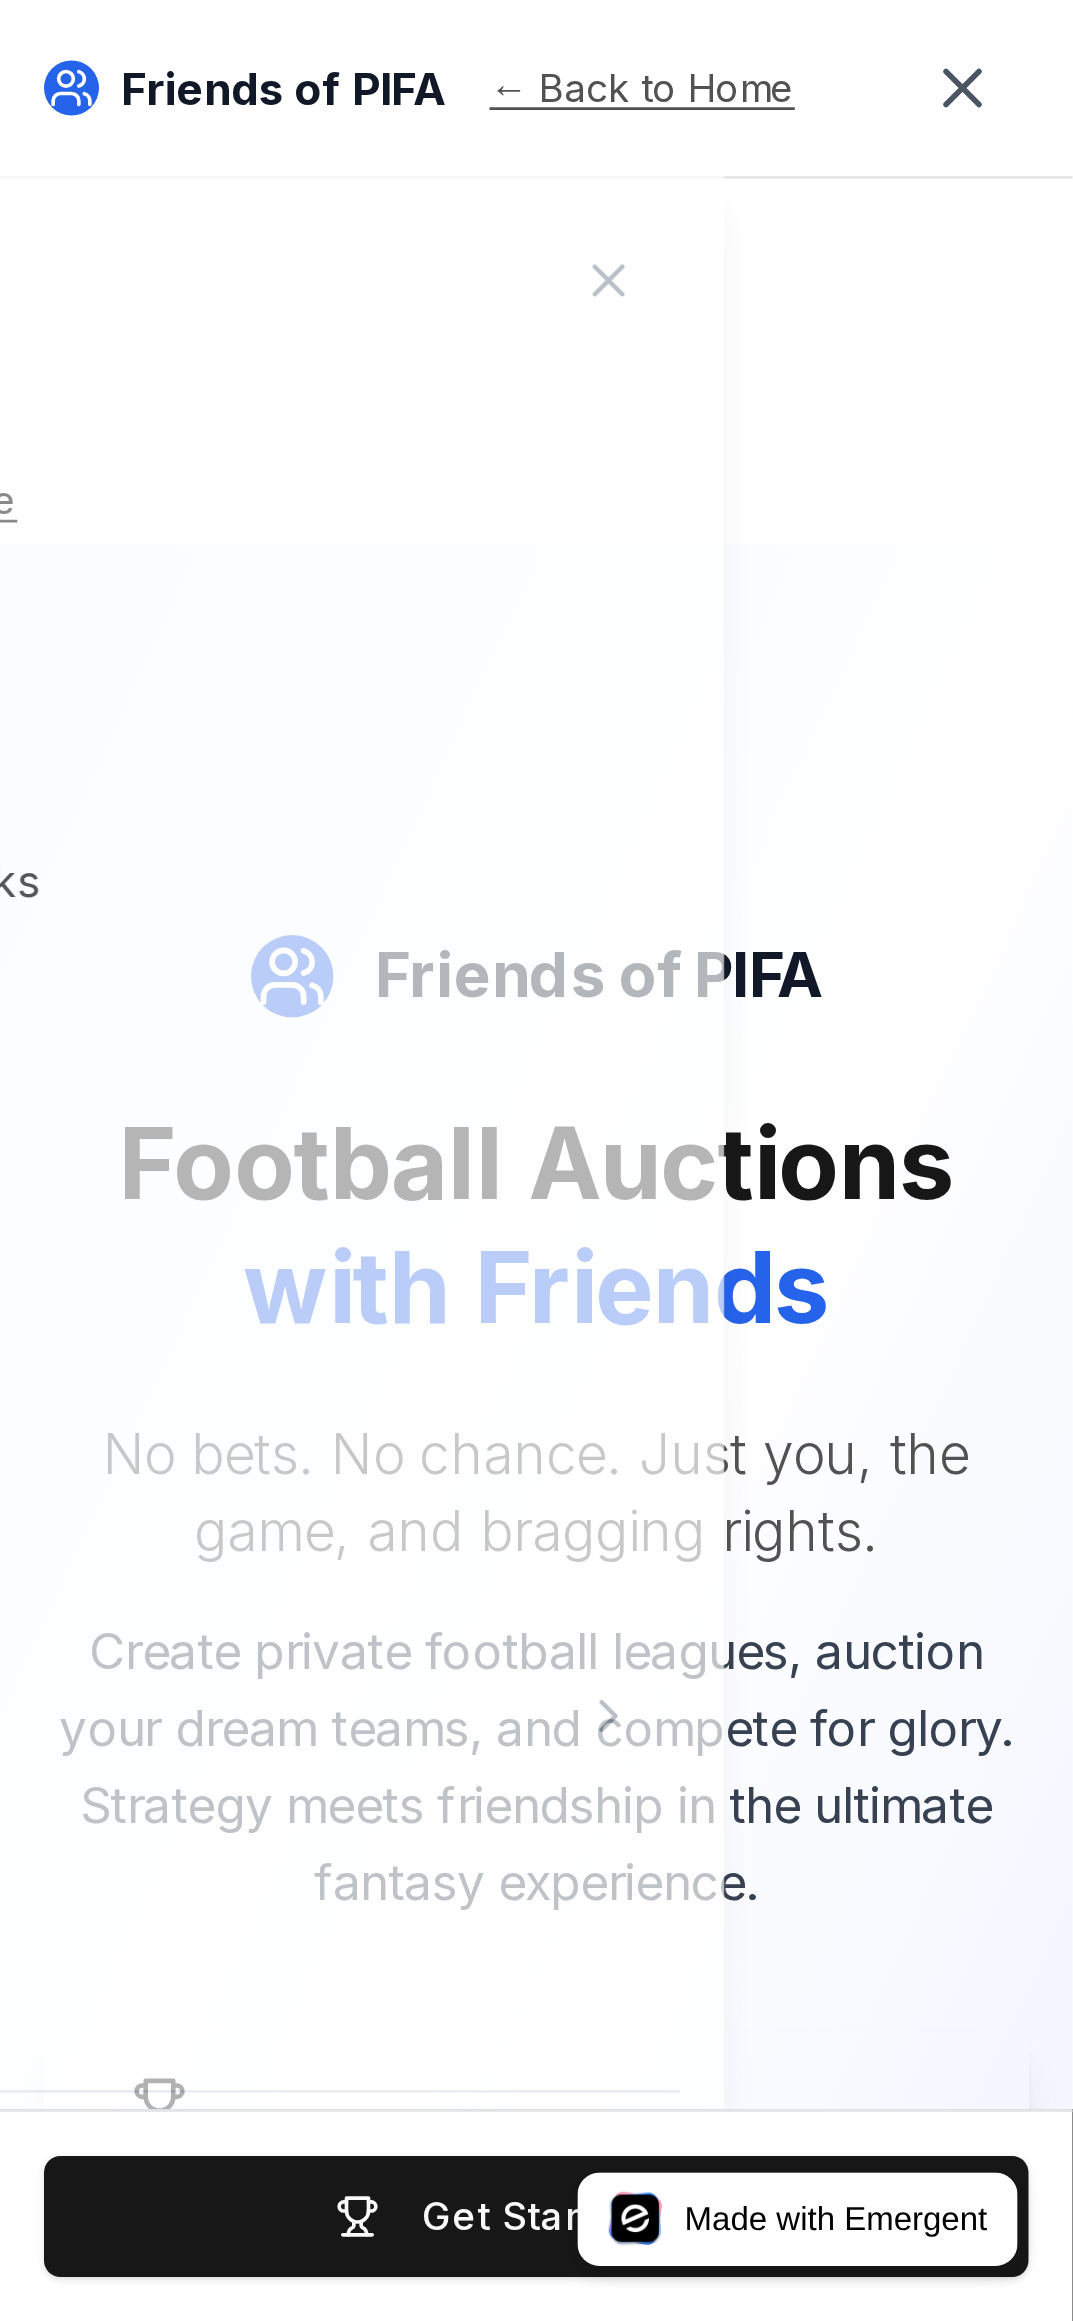 Friends of PIFA ← Back to Home
e
ks
Friends of PIFA
Football Auctions
with Friends
No bets. No chance. Just you, the
game, and bragging rights.
Create private football leagues, auction
your dream teams, and compete for glory.
Strategy meets friendship in the ultimate
fantasy experience.
Get Star
Made with Emergent